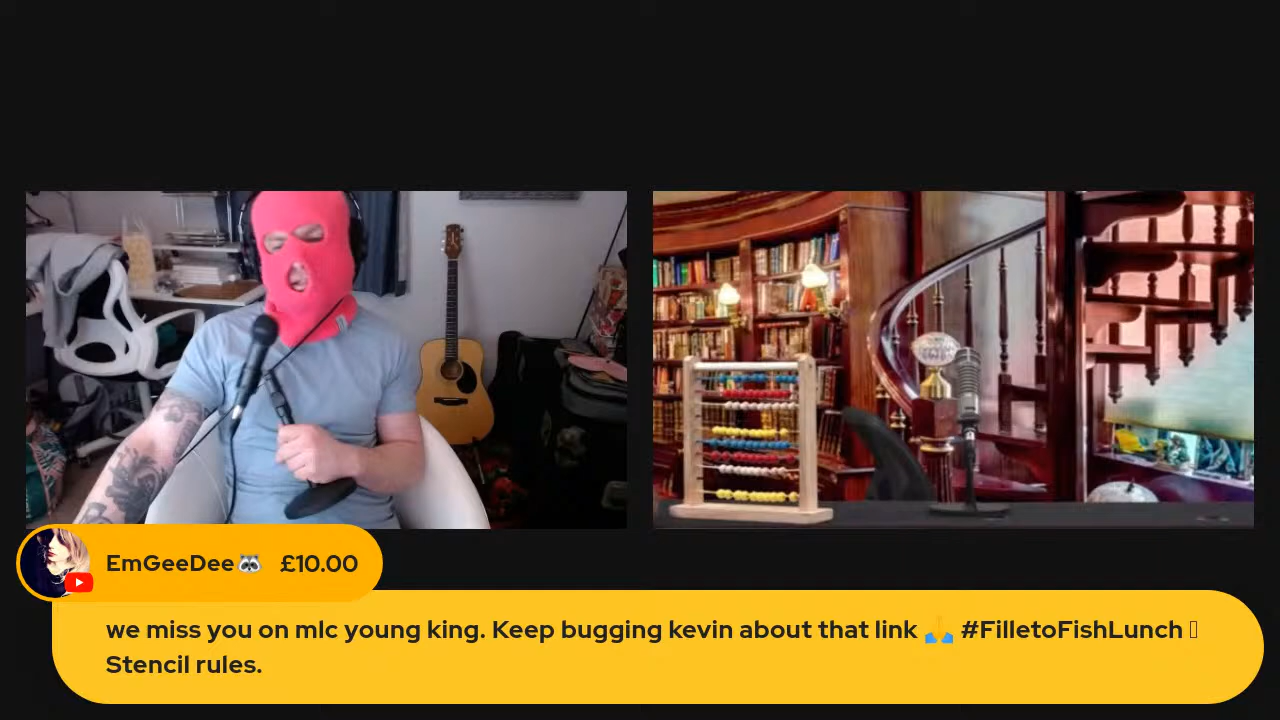 EmGeeDee🦝 £10.00
we miss you on mlc young king. Keep bugging kevin about that link 🙏 #FilletoFishLunch
Stencil rules.